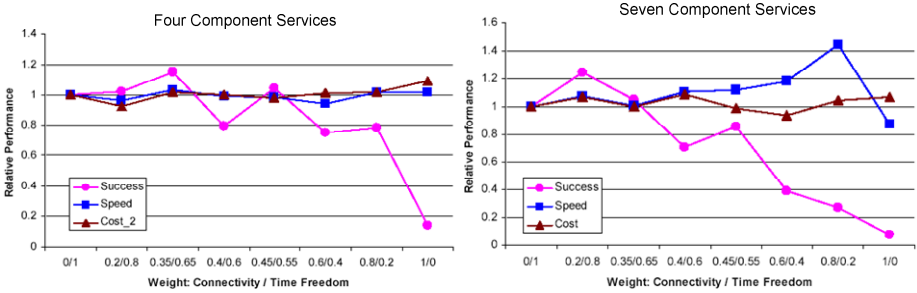 Four Component Services
1.4
1.2
1
0.8
0.6
0.4
0.2
0
Relative Performance
Success
Speed
Cost_2
0/1 0.2/0.8 0.35/0.65 0.4/0.6 0.45/0.55 0.6/0.4 0.8/0.2 1/0
Weight: Connectivity / Time Freedom
Seven Component Services
1.6
1.4
1.2
1
0.8
0.6
0.4
0.2
0
Relative Performance
Success
Speed
Cost
0/1 0.2/0.8 0.35/0.65 0.4/0.6 0.45/0.55 0.6/0.4 0.8/0.2 1/0
Weight: Connectivity / Time Freedom